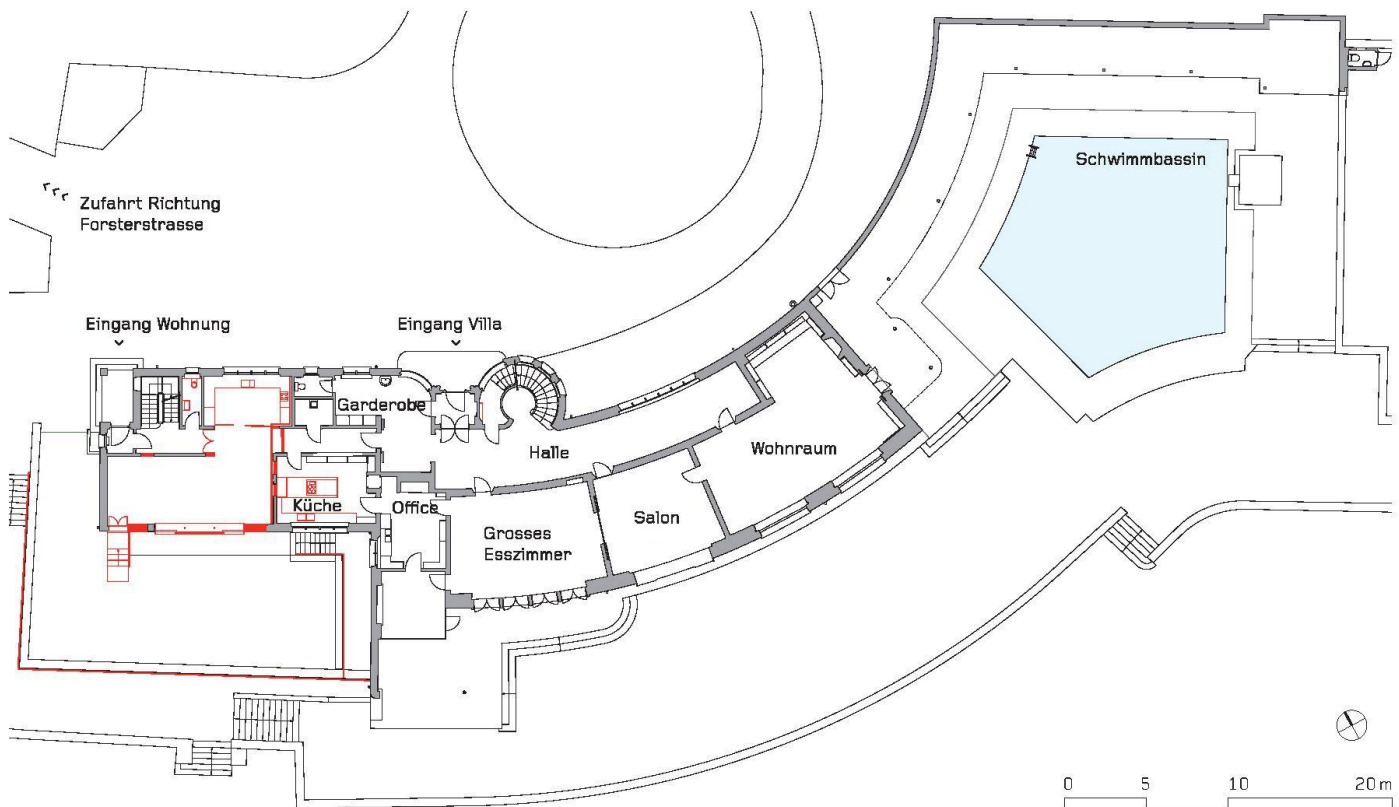 Schwimmbassin
Zufahrt Richtung
Forsterstrasse
Eingang Wohnung
Eingang Villa
Garderobe
Halle
Wohnraum
Küche
Office
Salon
Grosses
Esszimmer
0 5 10 20 m